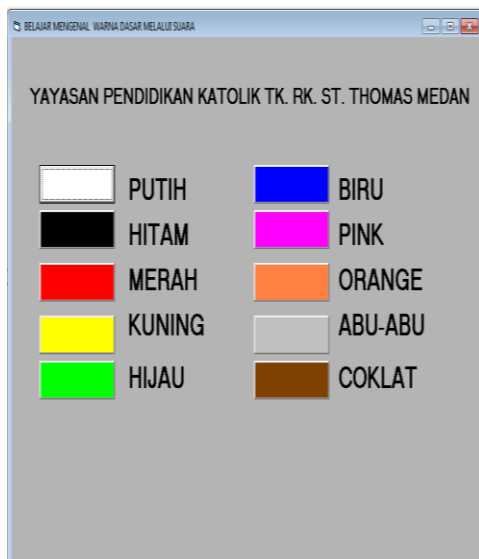 BELAJAR MENGENAL WARNA DASAR MELALUI SUARA
YAYASAN PENDIDIKAN KATOLIK TK. RK. ST. THOMAS MEDAN
PUTIH
HITAM
MERAH
KUNING
HIJAU
BIRU
PINK
ORANGE
ABU-ABU
COKLAT